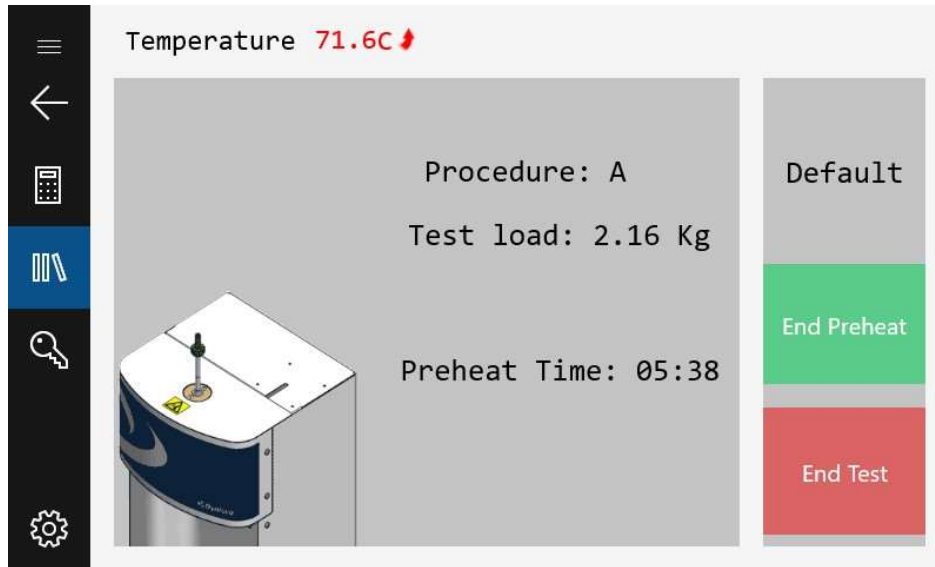 Temperature 71.6C
Procedure: A
Test load: 2.16 Kg
Preheat Time: 05:38
Default
End Preheat
End Test